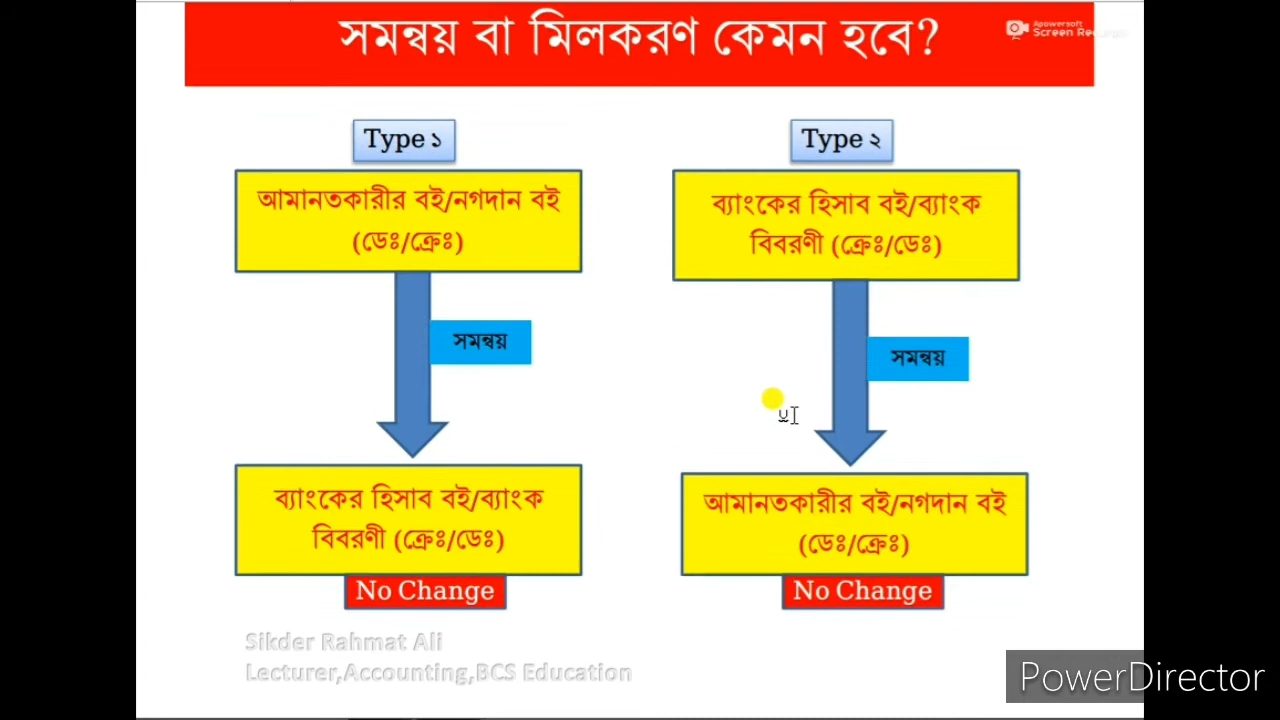 সমন্বয় বা মিলকরণ কেমন হবে?
Apowersoft
Screen Rec
Type ১
Type ২
আমানতকারীর বই/নগদান বই
(ডেঃ/ক্রেঃ)
ব্যাংকের হিসাব বই/ব্যাংক
বিবরণী (ক্রেঃ/ডেঃ)
সমন্বয়
সমন্বয়
ব্যাংকের হিসাব বই/ব্যাংক
বিবরণী (ক্রেঃ/ডেঃ)
আমানতকারীর বই/নগদান বই
(ডেঃ/ক্রেঃ)
No Change
No Change
Sikder Rahmat Ali
Lecturer,Accounting,BCS Education
PowerDirector